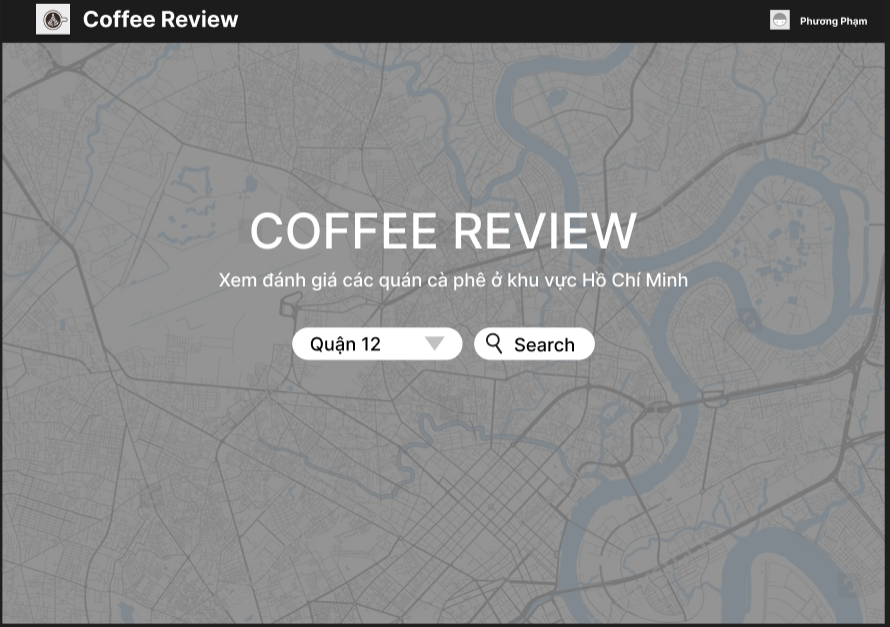 Coffee Review
Phương Phạm
COFFEE REVIEW
Xem đánh giá các quán cà phê ở khu vực Hồ Chí Minh
Quận 12
Search